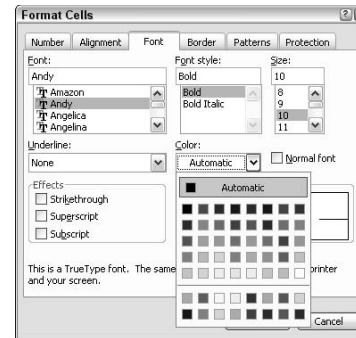 Format Cells
Number Alignment Font Border Patterns Protection
Font: Font style: Size:
Andy Bold 10
Amazon Bold 8
Andy Bold Italic 9
Angelica 10
Angelina 11
Underline: Color:
None Automatic Normal font
Effects Automatic
Strikethrough
Superscript
Subscript
This is a TrueType font. The same printer
and your screen.
Cancel